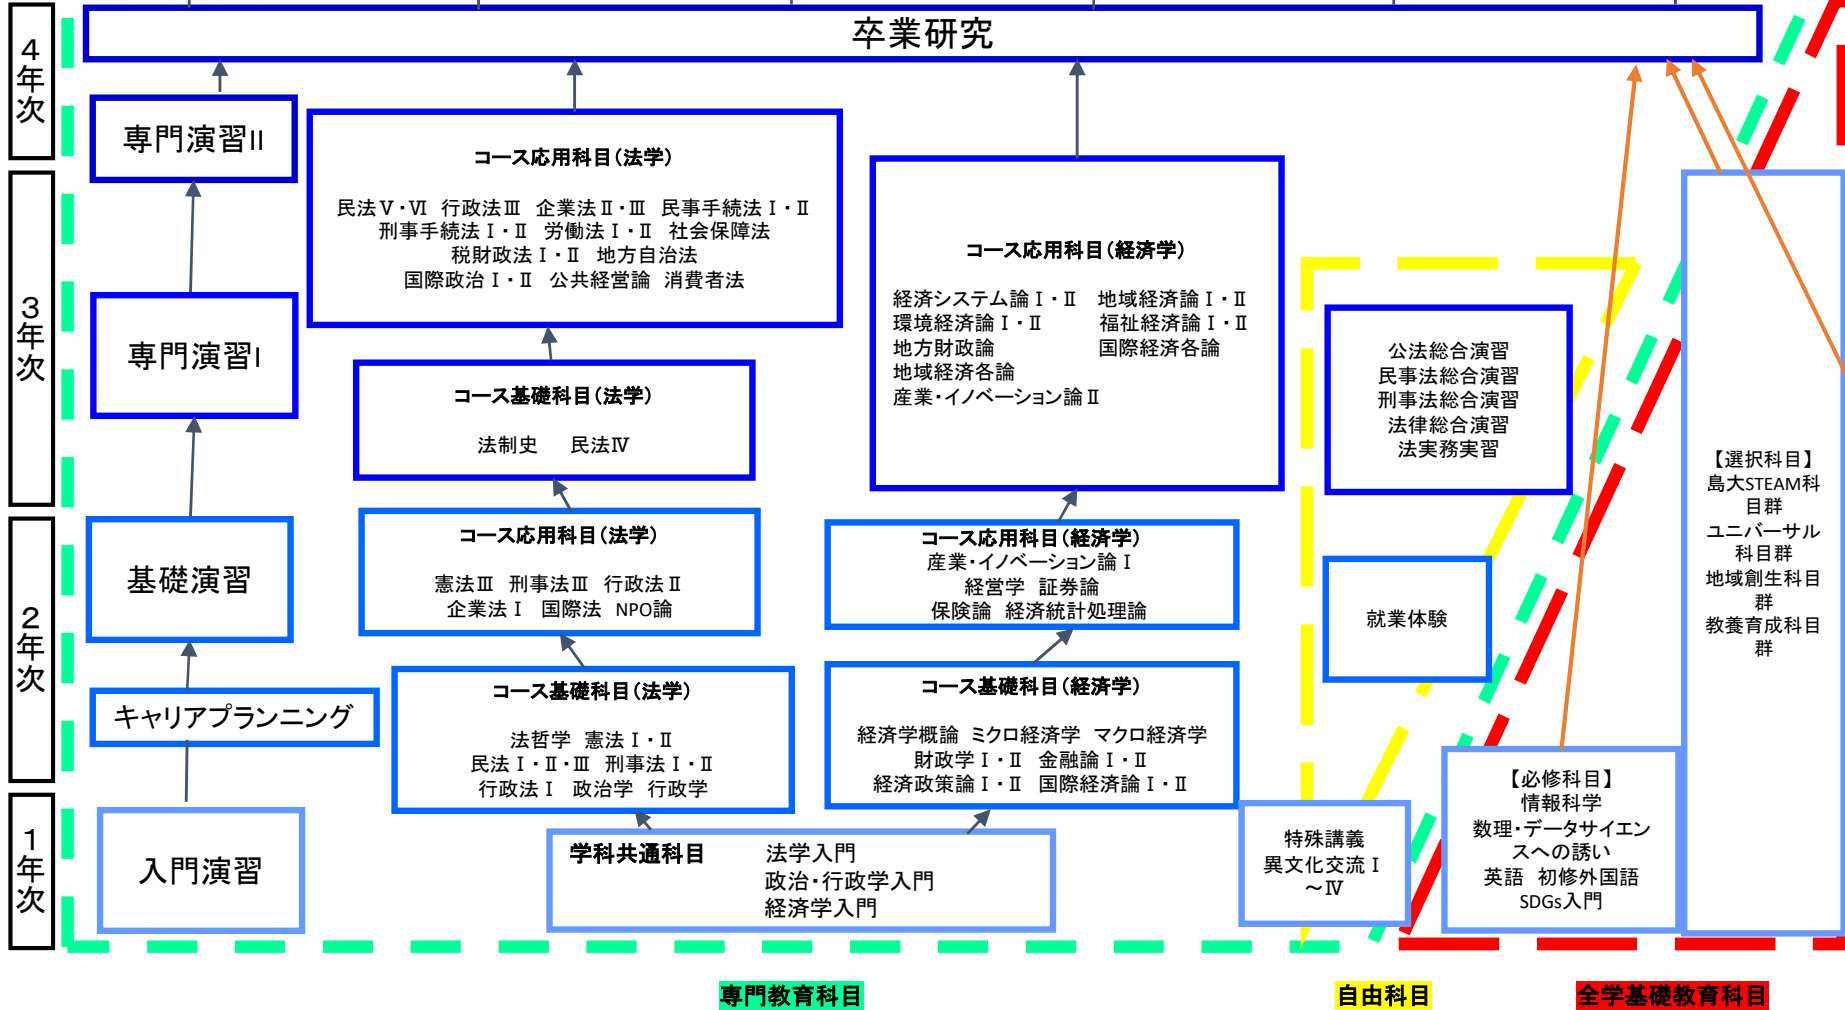 4年次
卒業研究
専門演習II
コース応用科目(法学)
民法Ⅴ・Ⅵ 行政法Ⅲ 企業法Ⅱ・Ⅲ 民事手続法Ⅰ・Ⅱ
刑事手続法Ⅰ・Ⅱ 労働法Ⅰ・Ⅱ 社会保障法
税財政法Ⅰ・Ⅱ 地方自治法
国際政治Ⅰ・Ⅱ 公共経営論 消費者法
コース応用科目(経済学)
経済システム論Ⅰ・Ⅱ 地域経済論Ⅰ・Ⅱ
環境経済論Ⅰ・Ⅱ 福祉経済論Ⅰ・Ⅱ
地方財政論 国際経済各論
地域経済各論
産業・イノベーション論Ⅱ
3年次
専門演習I
コース基礎科目(法学)
法制史 民法Ⅳ
公法総合演習
民事法総合演習
刑事法総合演習
法律総合演習
法実務実習
【選択科目】
島大STEAM科
目群
ユニバーサル
科目群
地域創生科目
群
教養育成科目
群
2年次
基礎演習
コース応用科目(法学)
憲法Ⅲ 刑事法Ⅲ 行政法Ⅱ
企業法Ⅰ 国際法 NPO論
コース応用科目(経済学)
産業・イノベーション論Ⅰ
経営学 証券論
保険論 経済統計処理論
就業体験
キャリアプランニング
コース基礎科目(法学)
法哲学 憲法Ⅰ・Ⅱ
民法Ⅰ・Ⅱ・Ⅲ 刑事法Ⅰ・Ⅱ
行政法Ⅰ 政治学 行政学
コース基礎科目(経済学)
経済学概論 ミクロ経済学 マクロ経済学
財政学Ⅰ・Ⅱ 金融論Ⅰ・Ⅱ
経済政策論Ⅰ・Ⅱ 国際経済論Ⅰ・Ⅱ
1年次
入門演習
学科共通科目 法学入門
政治・行政学入門
経済学入門
特殊講義
異文化交流Ⅰ
～Ⅳ
【必修科目】
情報科学
数理・データサイエン
スへの誘い
英語 初修外国語
SDGs入門
専門教育科目
自由科目
全学基礎教育科目